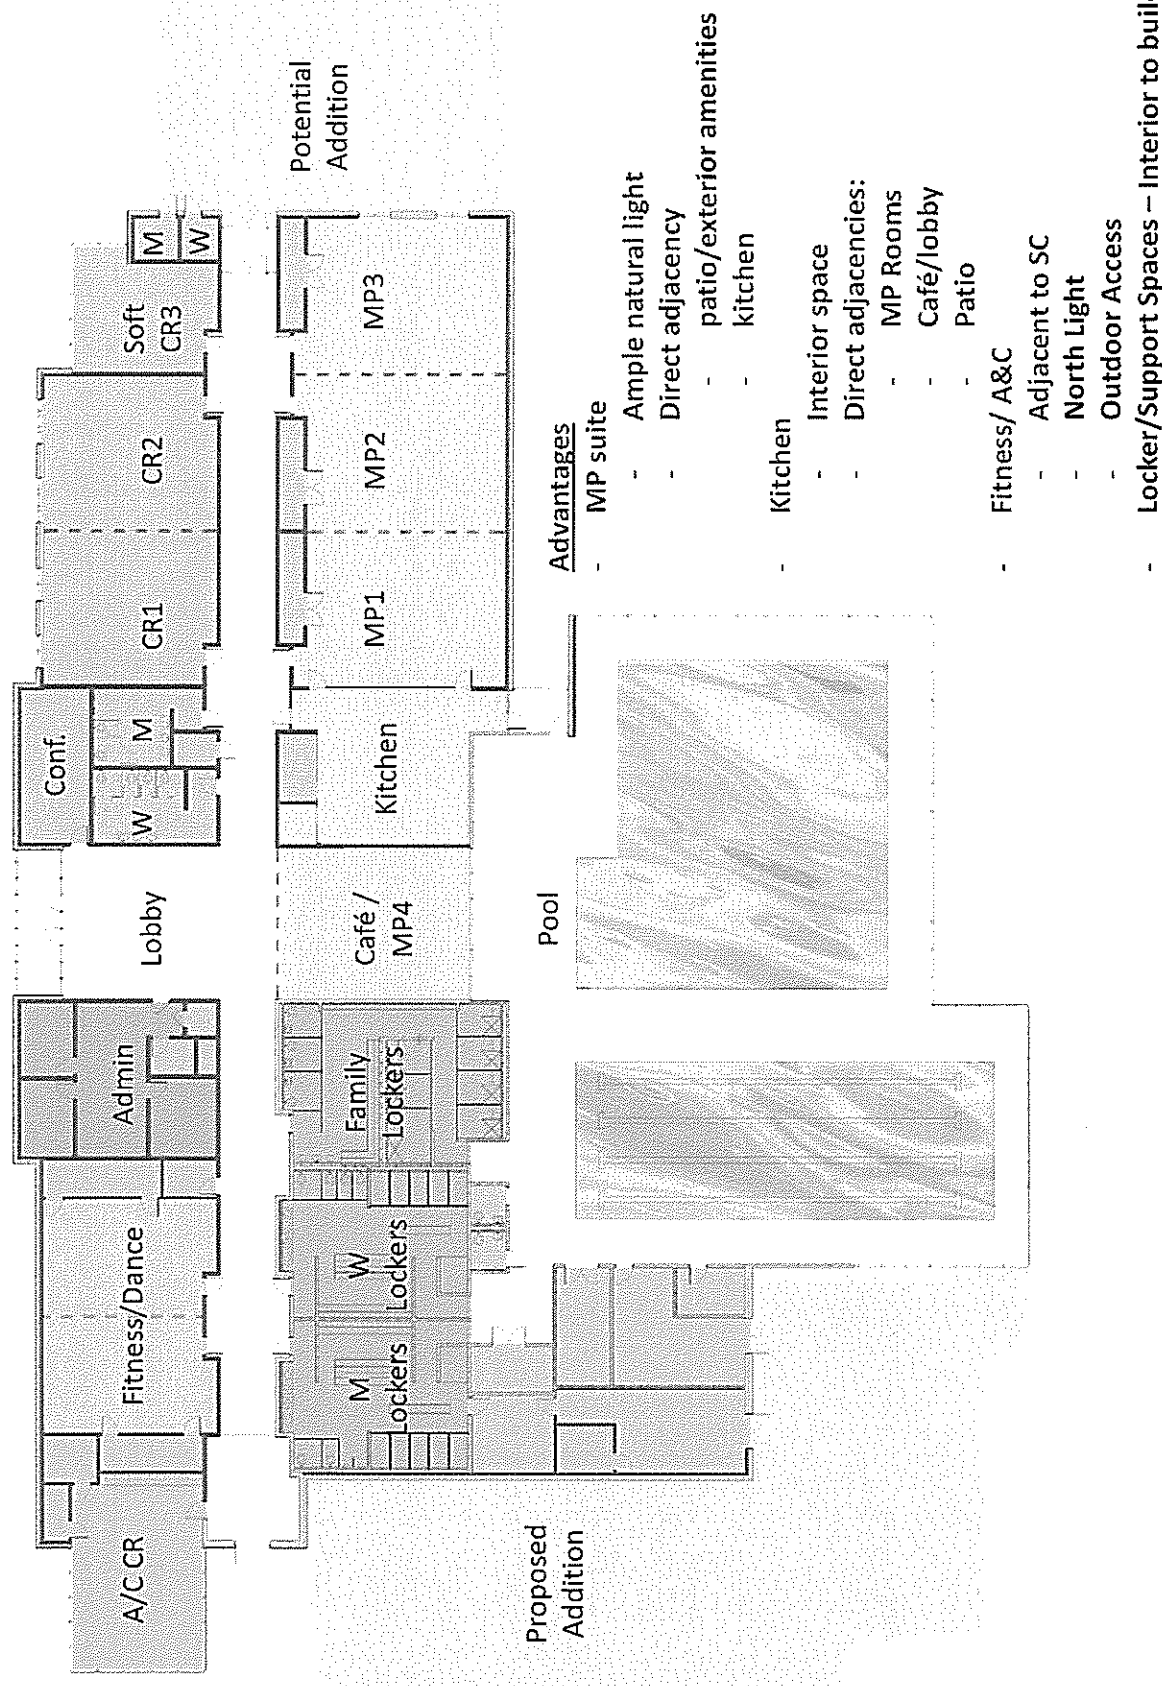 A/C CR
Fitness/Dance
Admin
Lobby
Conf.
W
M
CR1
CR2
Soft
CR3
M
W
M
Lockers
W
Lockers
Family
Lockers
Café /
MP4
Kitchen
MP1
MP2
MP3
Potential
Addition
Proposed
Addition
Pool
Advantages
- MP suite
- Ample natural light
- Direct adjacency
- patio/exterior amenities
- kitchen
- Kitchen
- Interior space
- Direct adjacencies:
- MP Rooms
- Café/lobby
- Patio
- Fitness/ A&C
- Adjacent to SC
- North Light
- Outdoor Access
- Locker/Support Spaces – Interior to